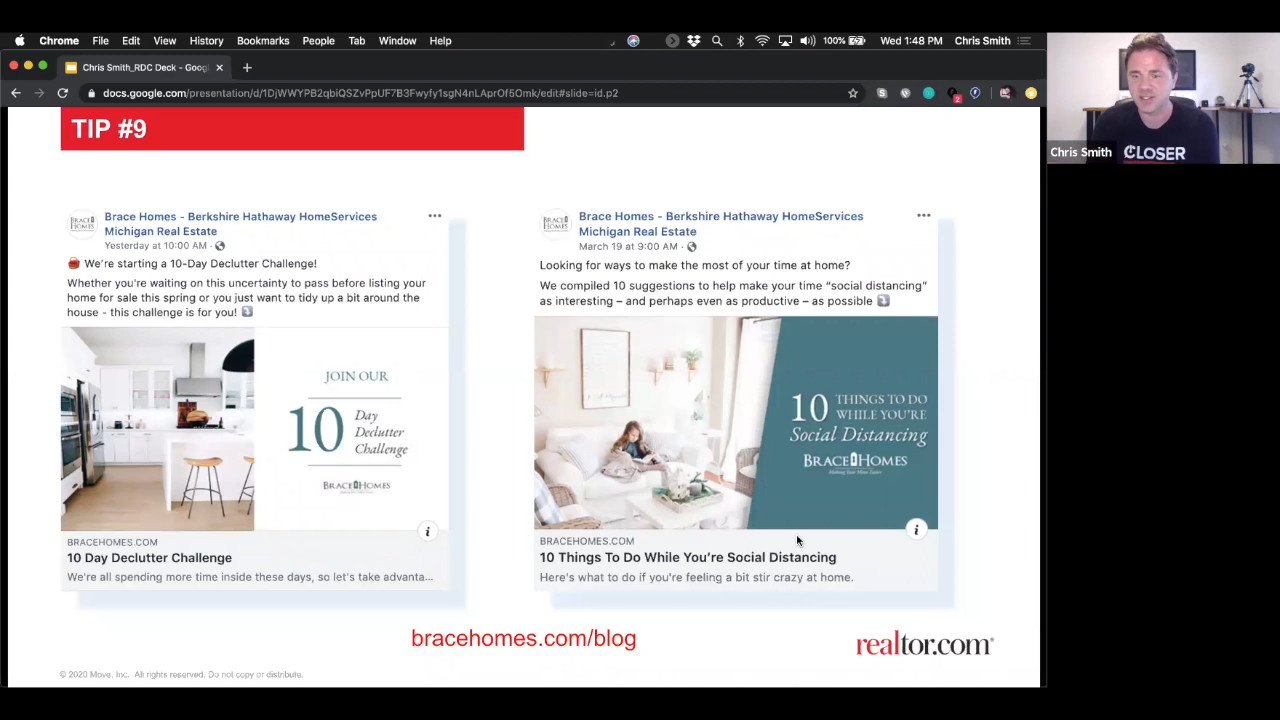 Chrome File Edit View History Bookmarks People Tab Window Help
100% Wed 1:48 PM Chris Smith
Chris Smith_RDC Deck - Goog
docs.google.com/presentation/d/1DjWWYPB2qbiQSZvPpUF7B3Fwyfy1sgN4nLAprOf6Omk/edit#slide=id.p2
2
Chris Smith
CLOSER
TIP #9
BRACE HOMES
Brace Homes - Berkshire Hathaway HomeServices
Michigan Real Estate
Yesterday at 10:00 AM ·
We're starting a 10-Day Declutter Challenge!
Whether you're waiting on this uncertainty to pass before listing your
home for sale this spring or you just want to tidy up a bit around the
house - this challenge is for you!
JOIN OUR
10 Day
Declutter
Challenge
BRACE HOMES
BRACEHOMES.COM
10 Day Declutter Challenge
We're all spending more time inside these days, so let's take advanta...
BRACE HOMES
Brace Homes - Berkshire Hathaway HomeServices
Michigan Real Estate
March 19 at 9:00 AM ·
Looking for ways to make the most of your time at home?
We compiled 10 suggestions to help make your time “social distancing”
as interesting – and perhaps even as productive – as possible
10 THINGS TO DO
WHILE YOU'RE
Social Distancing
BRACE HOMES
BRACEHOMES.COM
10 Things To Do While You're Social Distancing
Here's what to do if you're feeling a bit stir crazy at home.
bracehomes.com/blog
realtor.com®
© 2020 Move, Inc. All rights reserved. Do not copy or distribute.